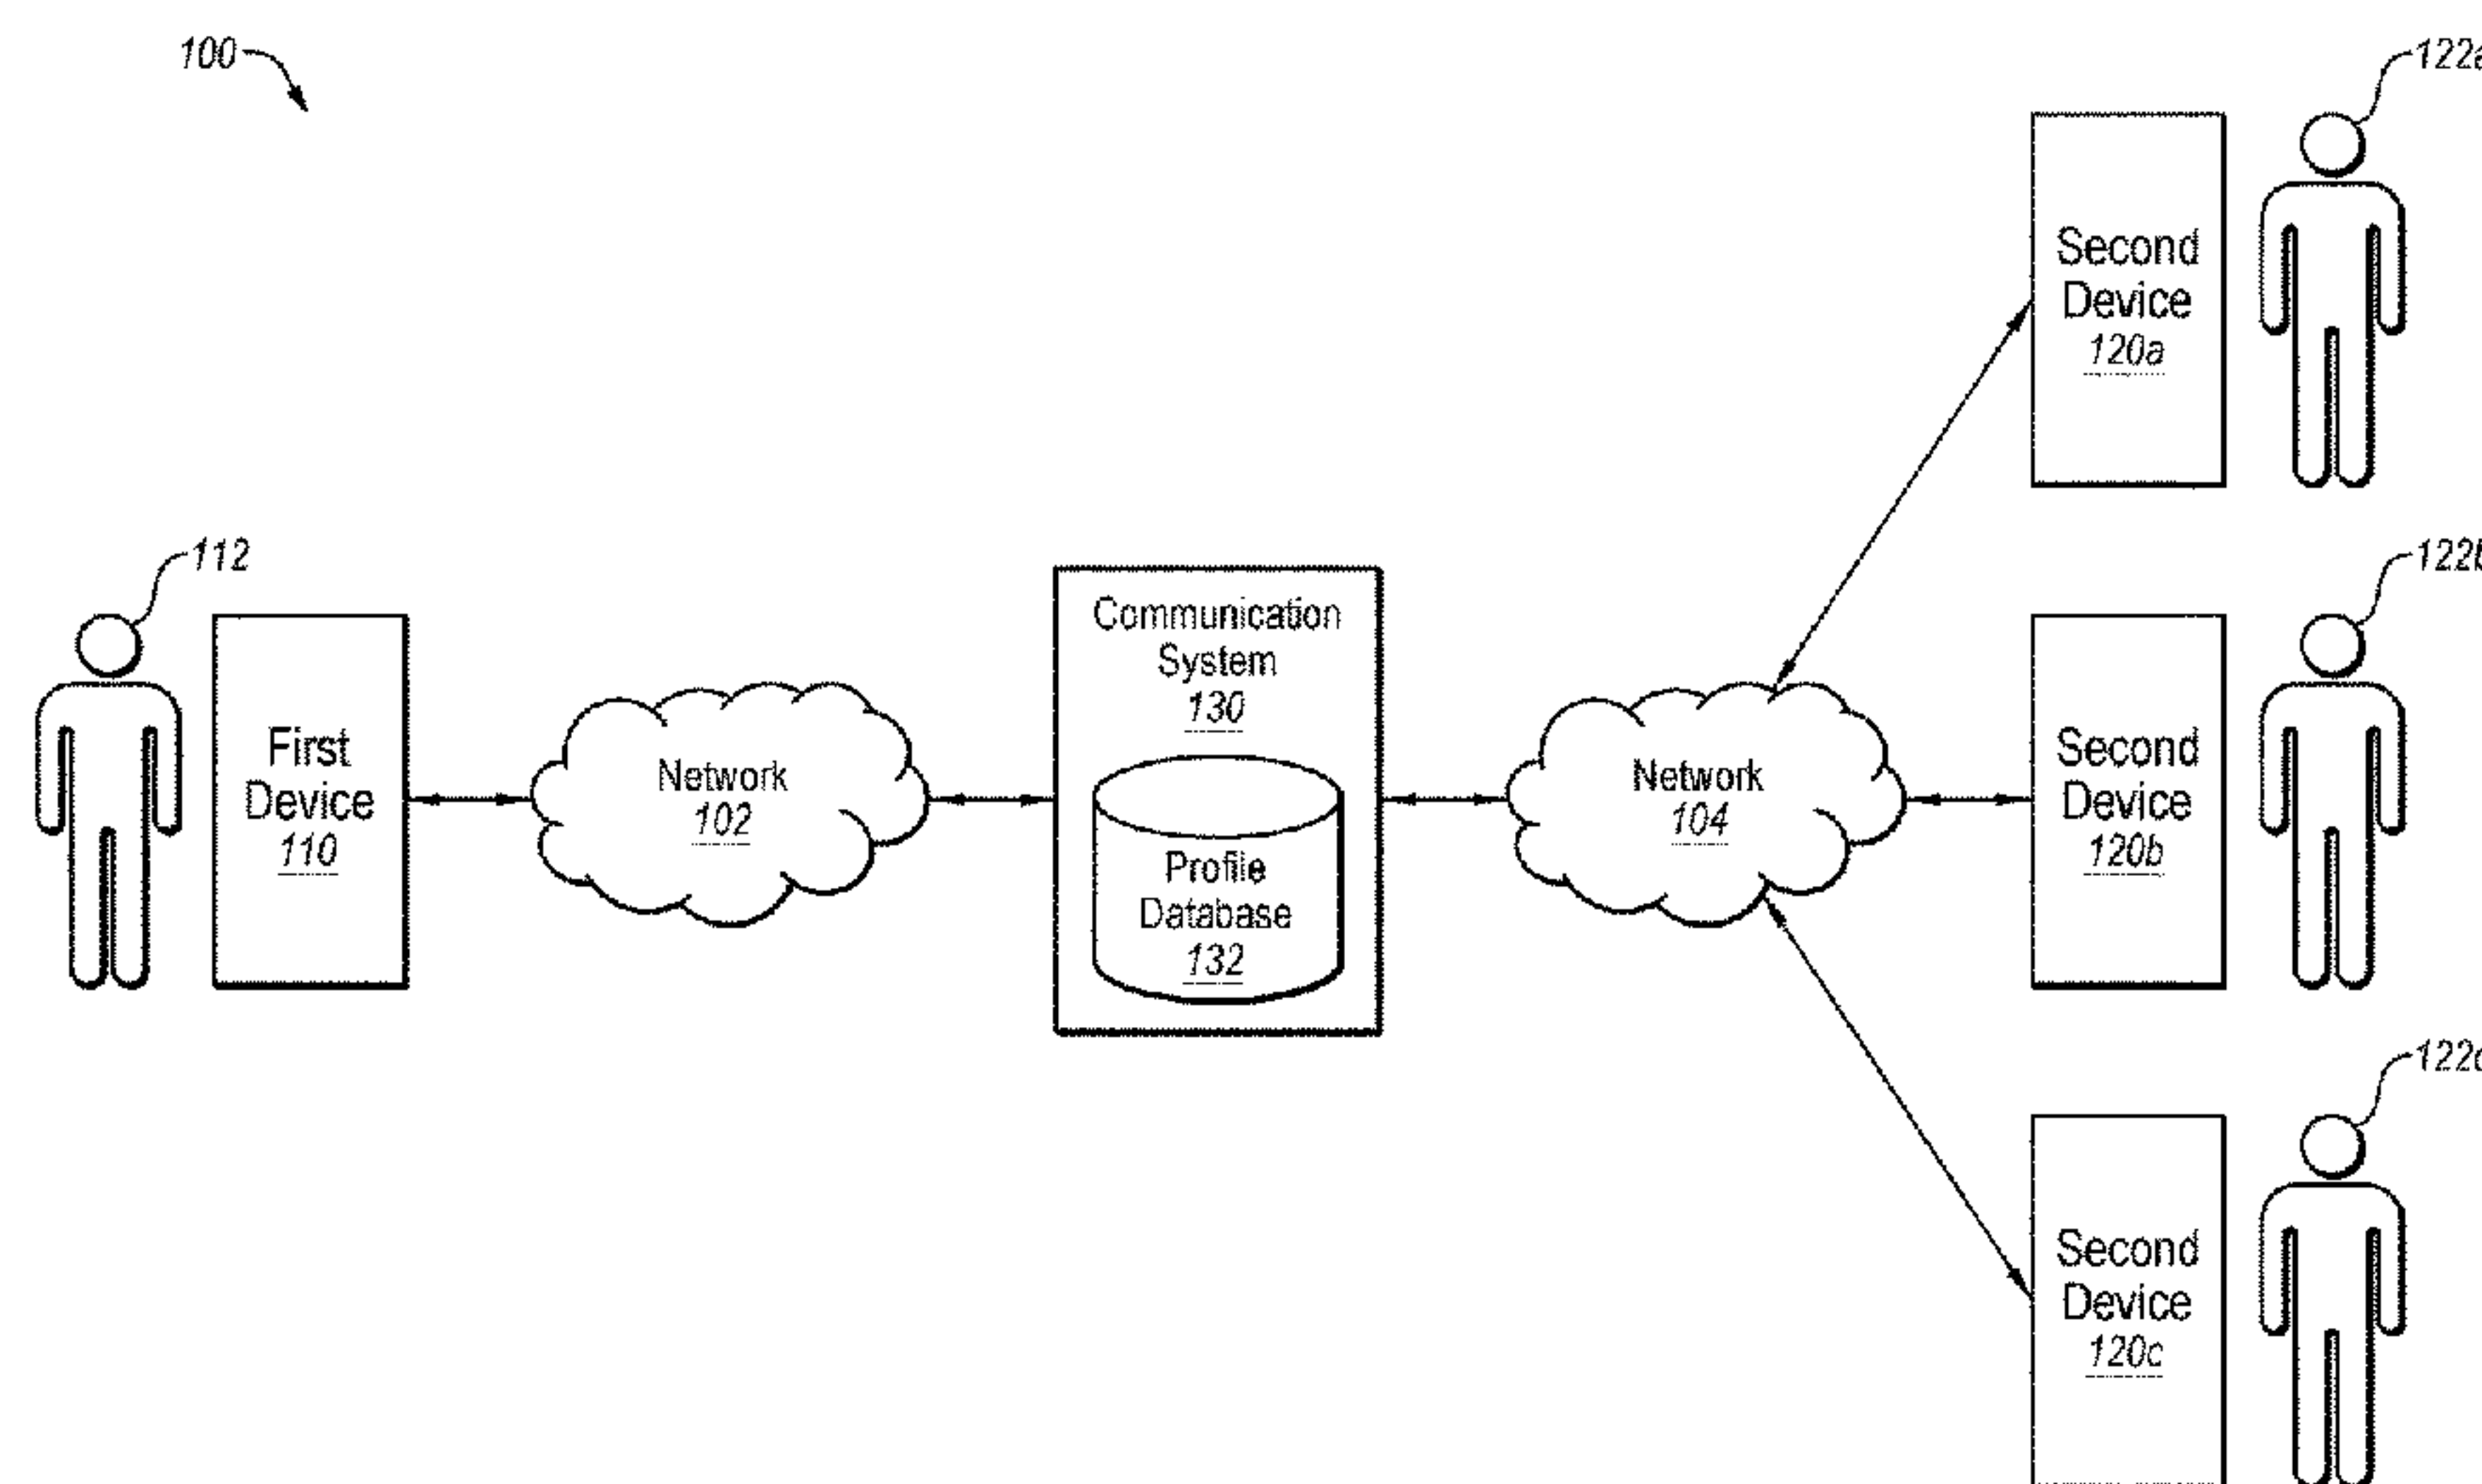 100
122a
Second
Device
120a
112
122b
Communication
System
130
First
Device
110
Network
102
Profile
Database
132
Network
104
Second
Device
120b
Second
Device
120c